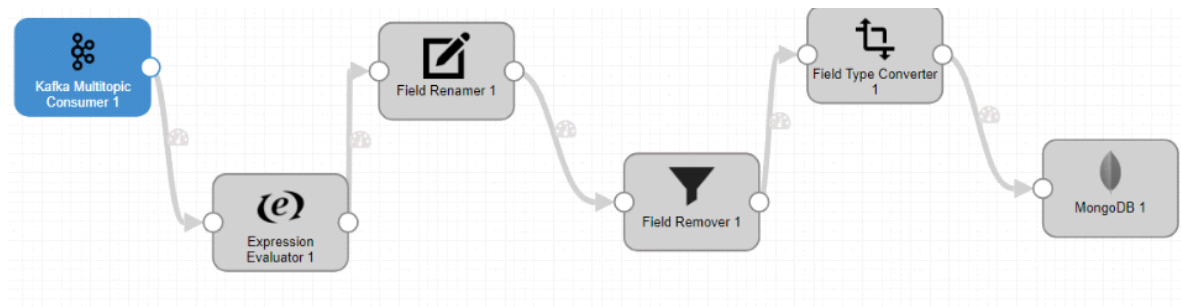 Kafka Multitopic
Consumer 1
Expression
Evaluator 1
Field Renamer 1
Field Remover 1
Field Type Converter
1
MongoDB 1